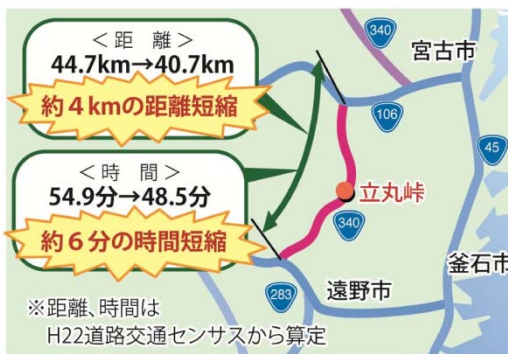 <距 離>
44.7km→40.7km
約4kmの距離短縮
<時 間>
54.9分→48.5分
約6分の時間短縮
340
宮古市
106
45
立丸峠
340
釜石市
283
遠野市
※距離、時間は
H22道路交通センサスから算定